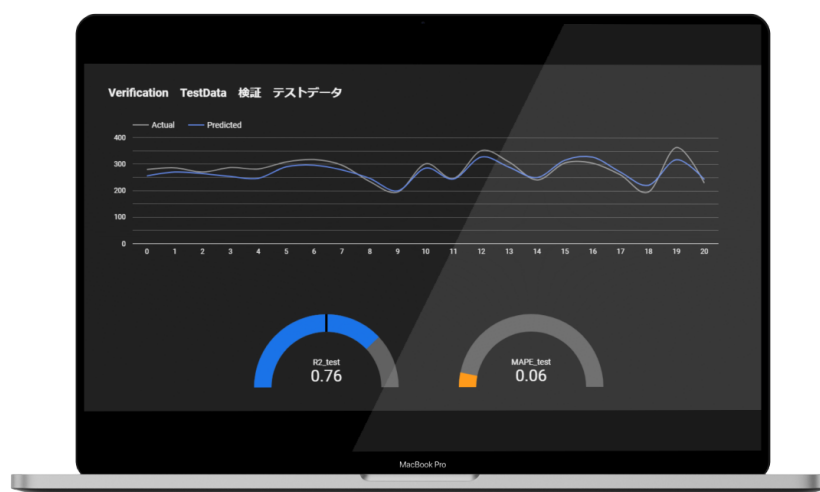 Verification TestData 検証 テストデータ
Actual Predicted
400
300
200
100
0
0 1 2 3 4 5 6 7 8 9 10 11 12 13 14 15 16 17 18 19 20
R2_test
0.76
MAPE_test
0.06
MacBook Pro